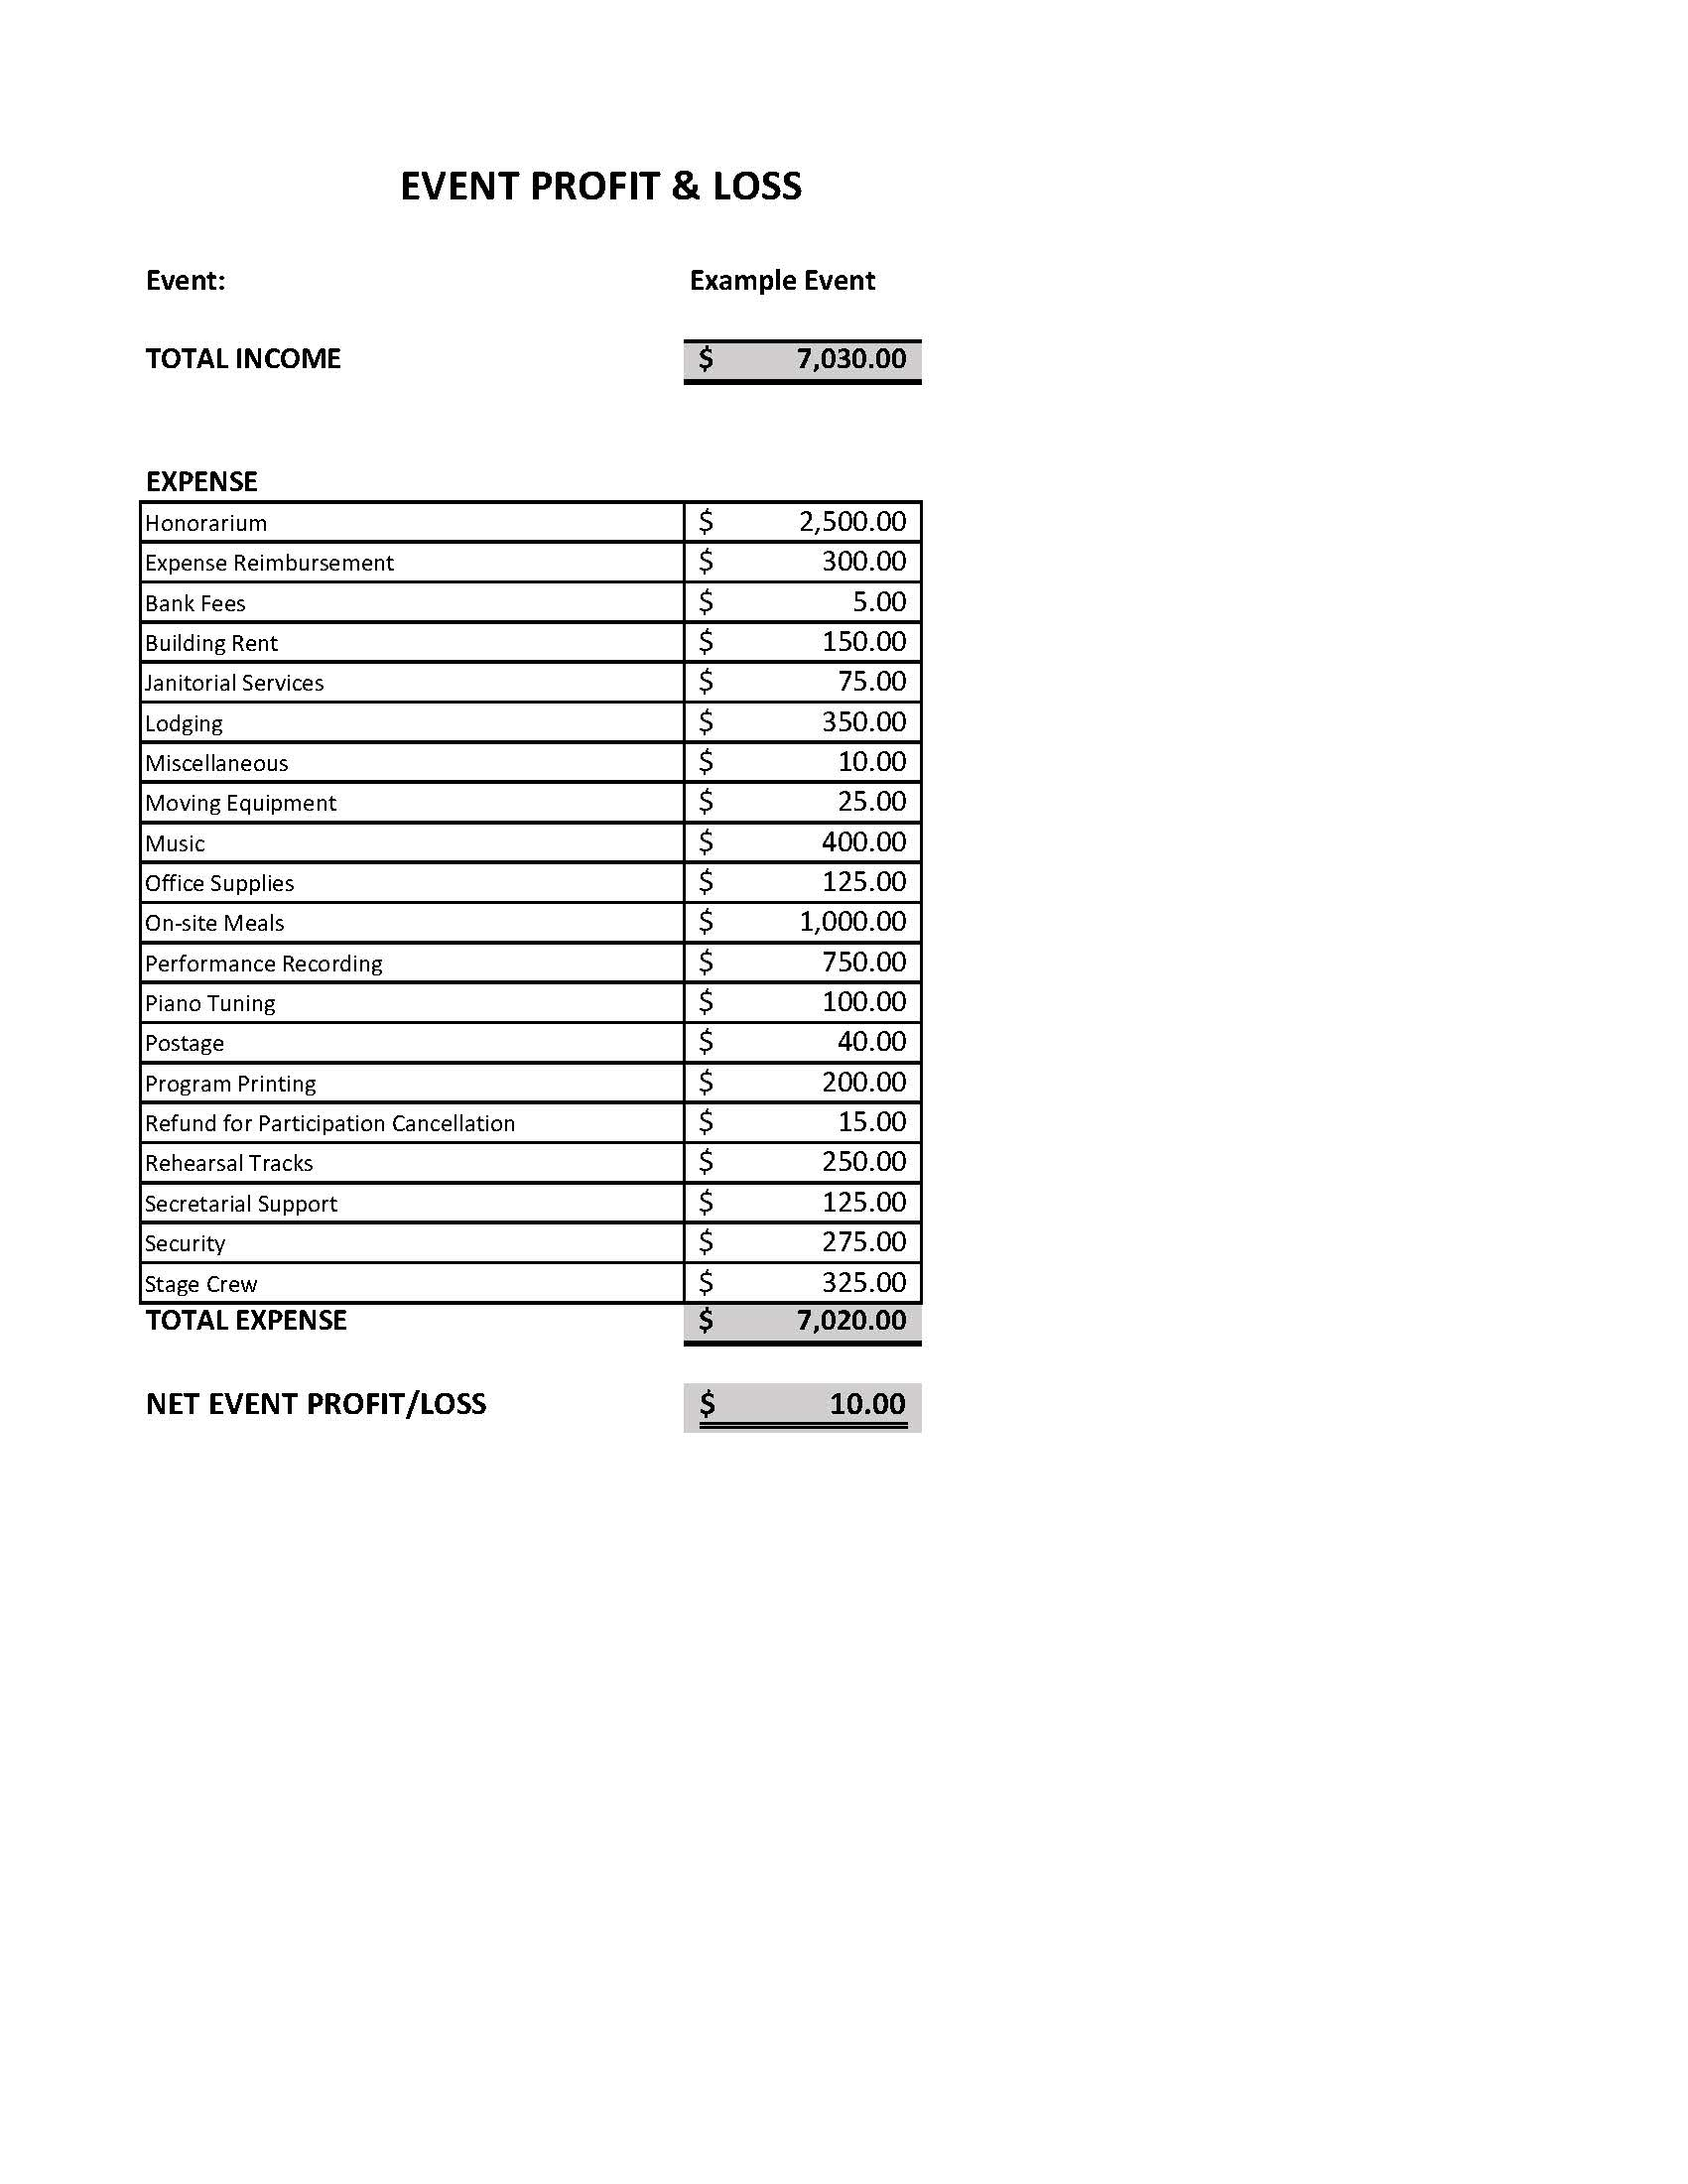 EVENT PROFIT & LOSS
Event: Example Event
TOTAL INCOME $ 7,030.00
EXPENSE
Honorarium $ 2,500.00
Expense Reimbursement $ 300.00
Bank Fees $ 5.00
Building Rent $ 150.00
Janitorial Services $ 75.00
Lodging $ 350.00
Miscellaneous $ 10.00
Moving Equipment $ 25.00
Music $ 400.00
Office Supplies $ 125.00
On-site Meals $ 1,000.00
Performance Recording $ 750.00
Piano Tuning $ 100.00
Postage $ 40.00
Program Printing $ 200.00
Refund for Participation Cancellation $ 15.00
Rehearsal Tracks $ 250.00
Secretarial Support $ 125.00
Security $ 275.00
Stage Crew $ 325.00
TOTAL EXPENSE $ 7,020.00
NET EVENT PROFIT/LOSS $ 10.00